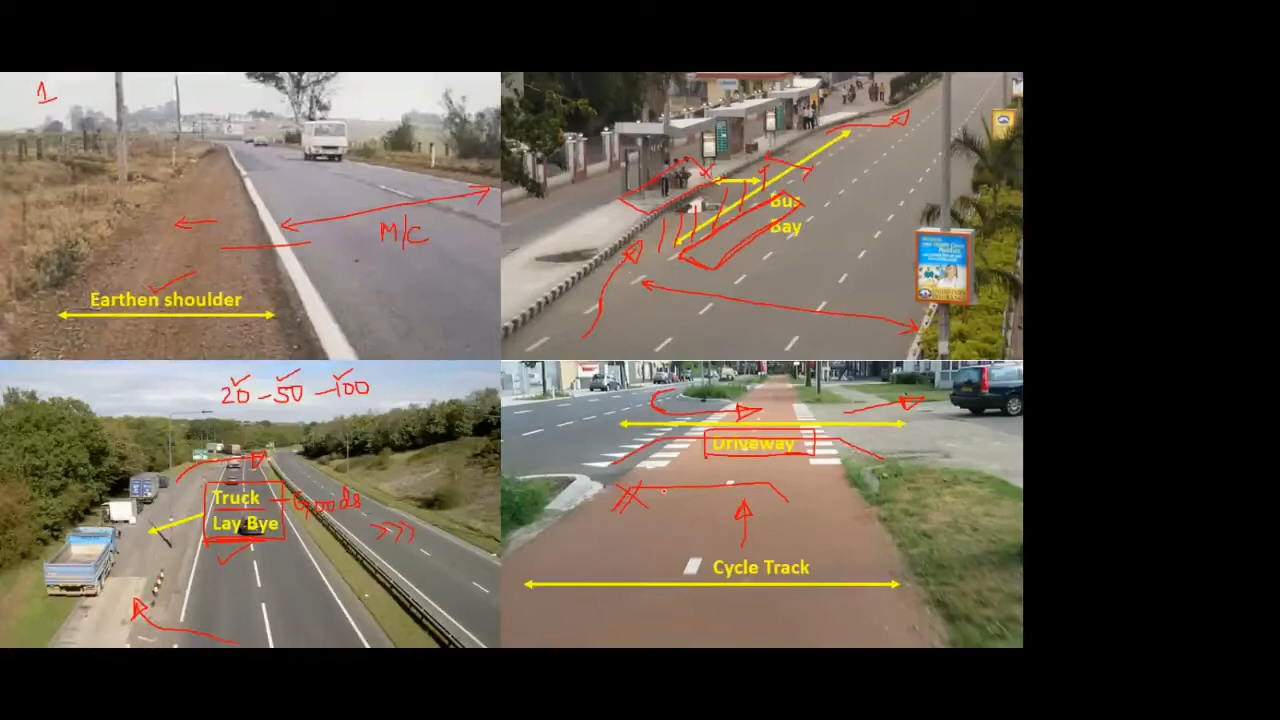 1
M/C
Earthen shoulder
Bus
Bay
20 - 50 - 100
Truck
Lay Bye
Goods
Driveway
Cycle Track